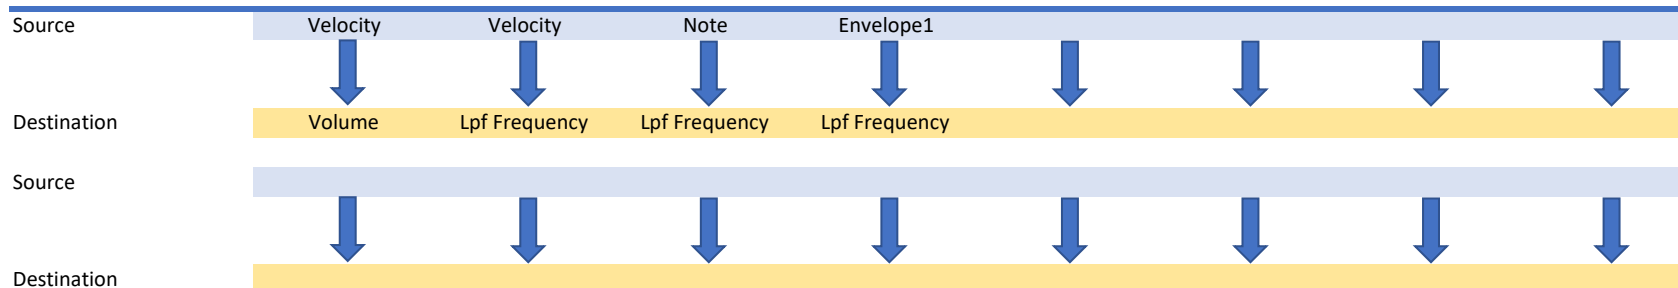 Source Velocity Velocity Note Envelope1
Destination Volume Lpf Frequency Lpf Frequency Lpf Frequency
Source
Destination